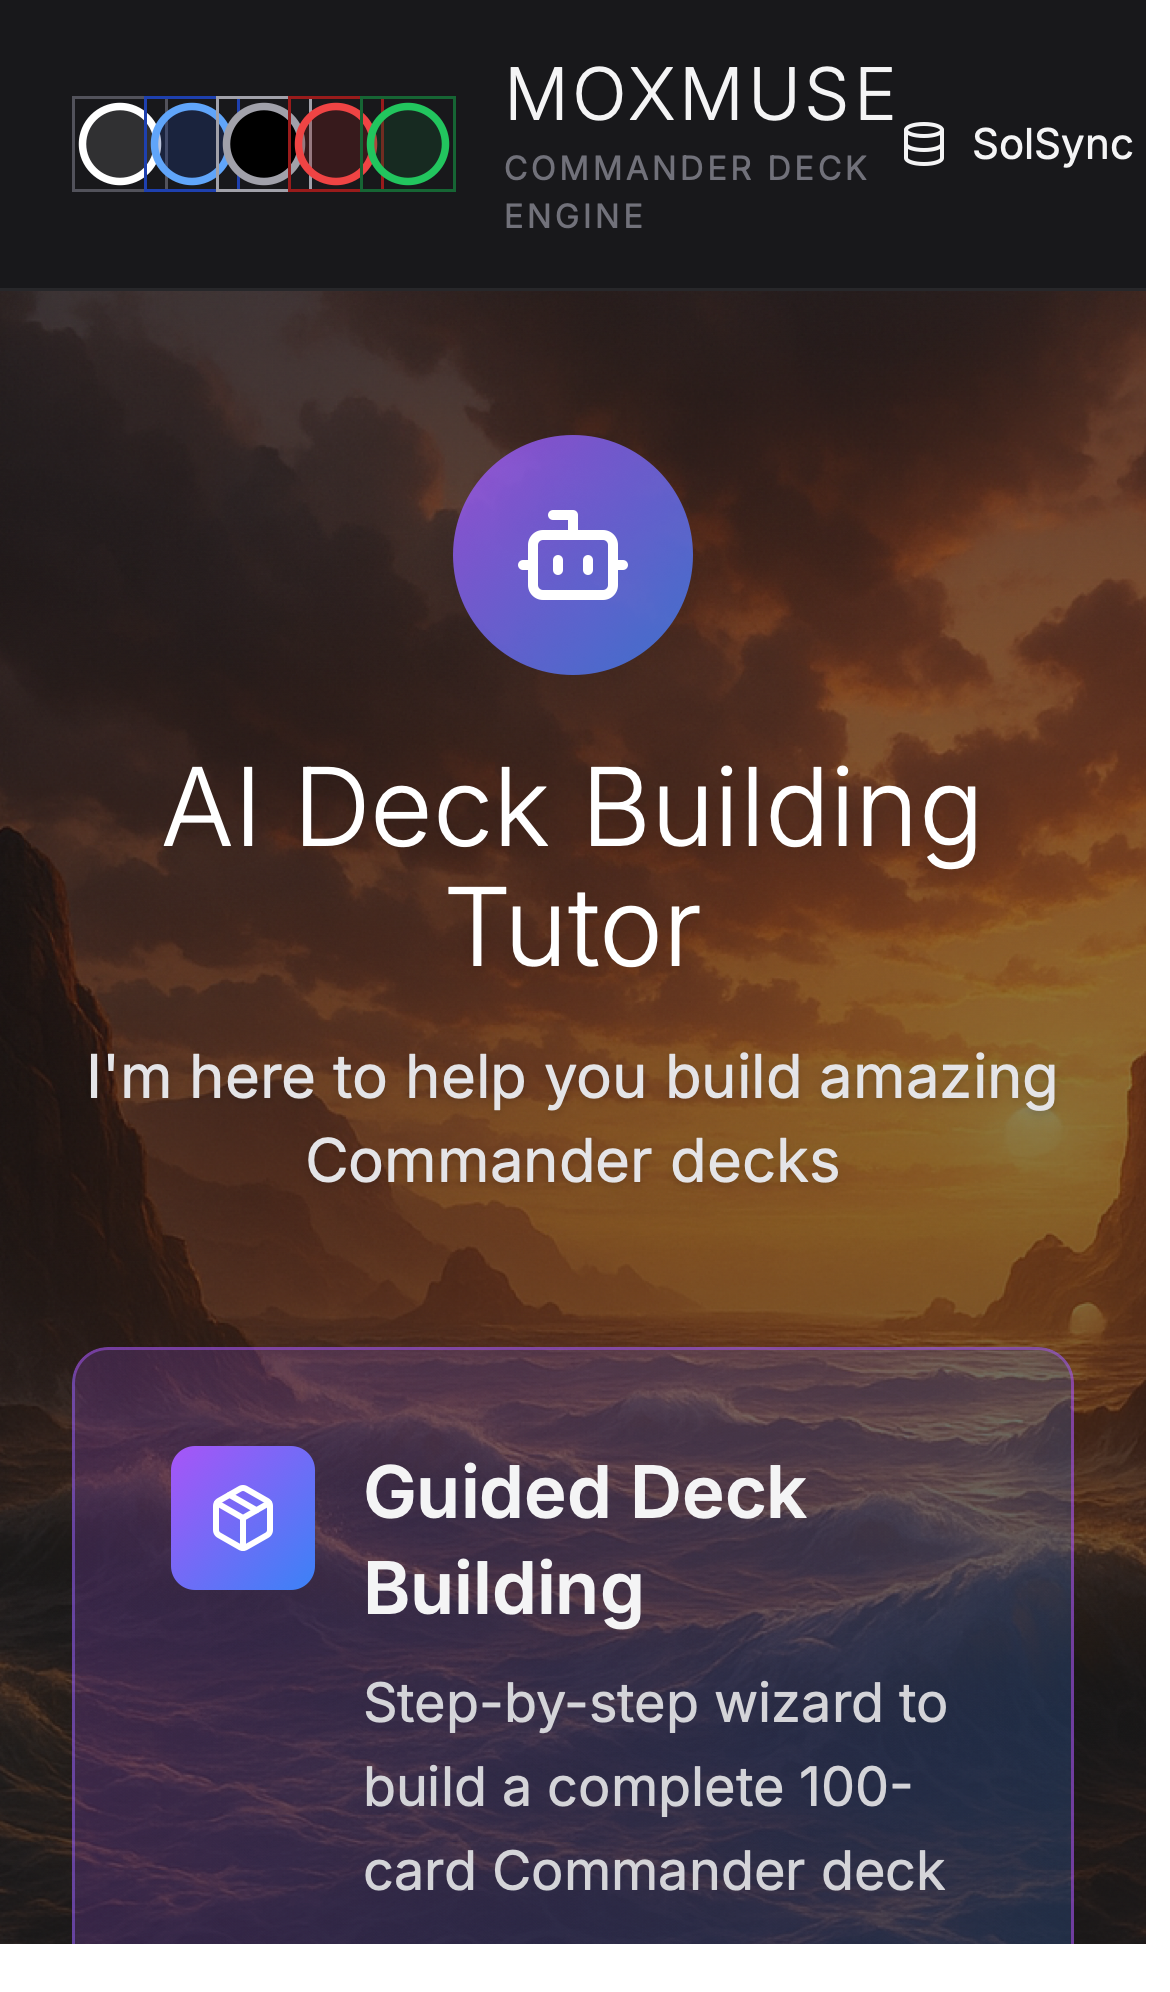 MOXMUSE
COMMANDER DECK
ENGINE
SolSync
AI Deck Building
Tutor
I'm here to help you build amazing
Commander decks
Guided Deck
Building
Step-by-step wizard to
build a complete 100-
card Commander deck